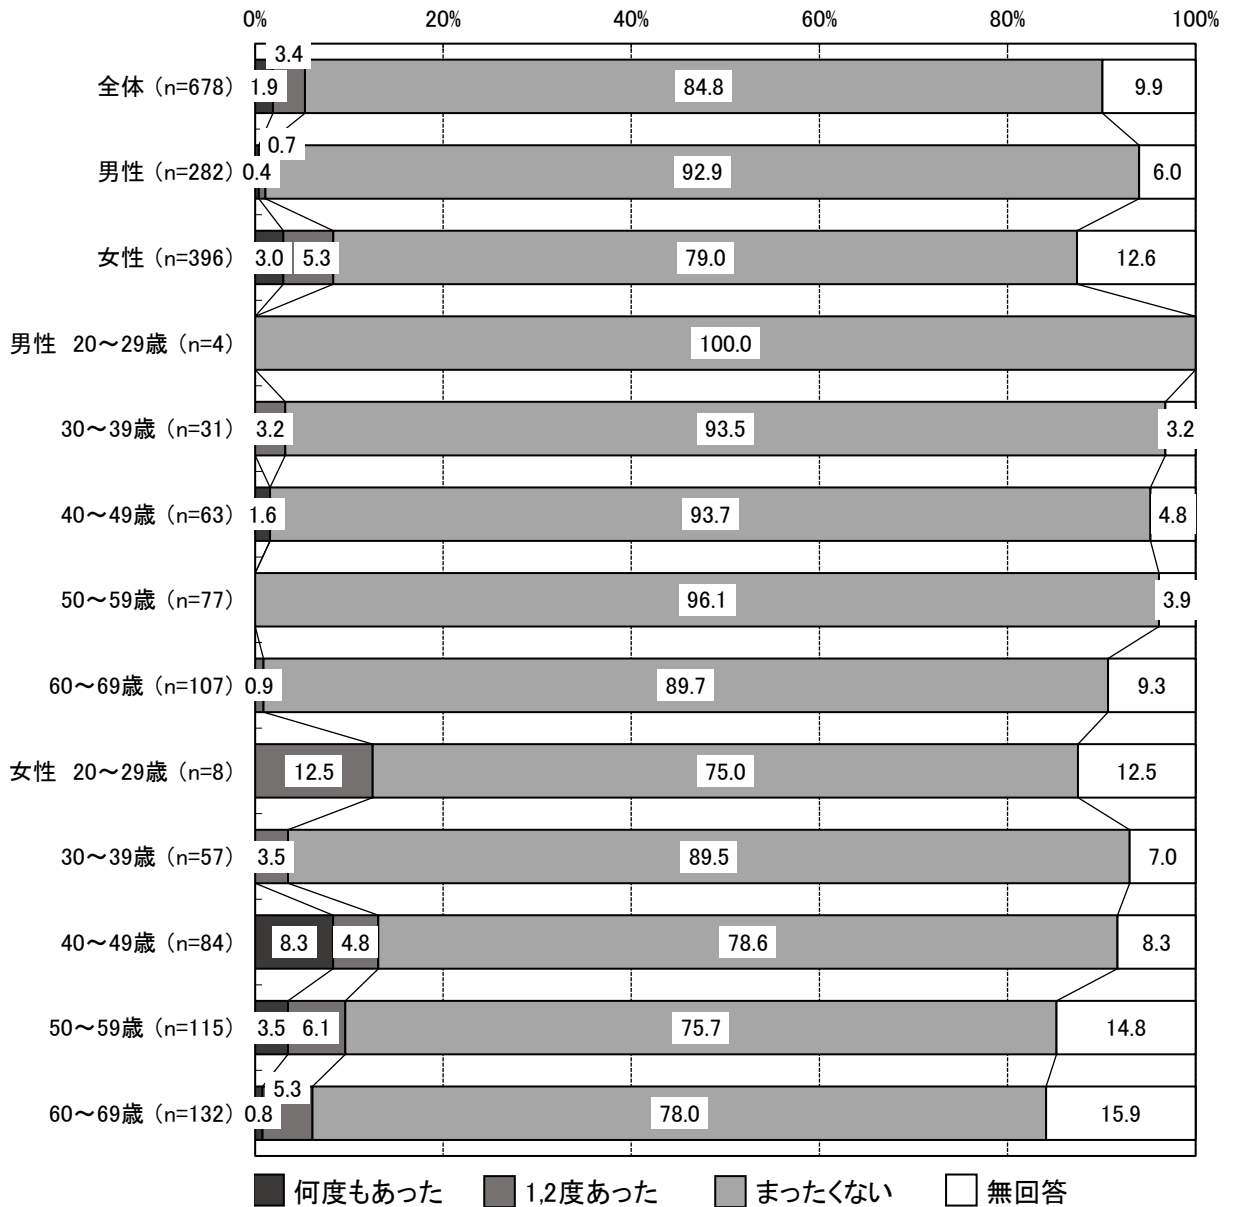 0% 20% 40% 60% 80% 100%
全体（n=678） 1.9 3.4 84.8 9.9
男性（n=282） 0.4 0.7 92.9 6.0
女性（n=396） 3.0 5.3 79.0 12.6
男性　20～29歳（n=4） 100.0
30～39歳（n=31） 3.2 93.5 3.2
40～49歳（n=63） 1.6 93.7 4.8
50～59歳（n=77） 96.1 3.9
60～69歳（n=107） 0.9 89.7 9.3
女性　20～29歳（n=8） 12.5 75.0 12.5
30～39歳（n=57） 3.5 89.5 7.0
40～49歳（n=84） 8.3 4.8 78.6 8.3
50～59歳（n=115） 3.5 6.1 75.7 14.8
60～69歳（n=132） 0.8 5.3 78.0 15.9
何度もあった 1,2度あった まったくない 無回答